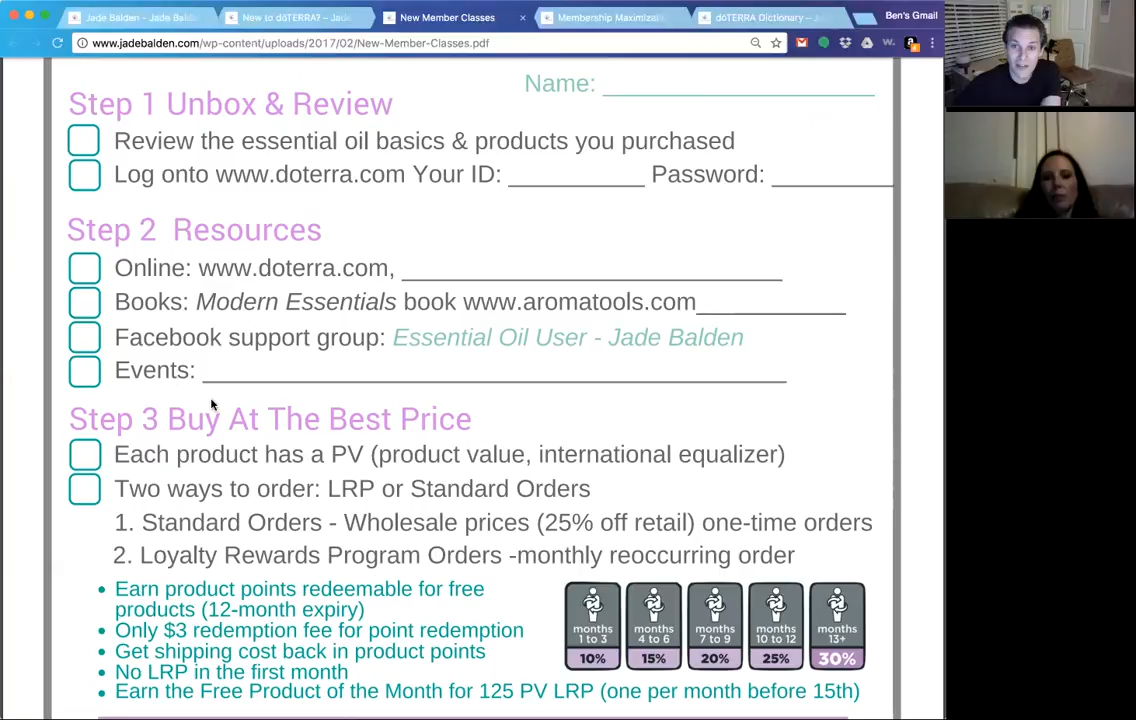 Jade Balden - Jade Bald
New to dōTERRA? – Jade
New Member Classes
Membership Maximizati
dōTERRA Dictionary – J
Ben's Gmail
www.jadebalden.com/wp-content/uploads/2017/02/New-Member-Classes.pdf
Name: ____________________
Step 1 Unbox & Review
Review the essential oil basics & products you purchased
Log onto www.doterra.com Your ID: __________ Password: _________
Step 2 Resources
Online: www.doterra.com, ____________________________
Books: Modern Essentials book www.aromatools.com___________
Facebook support group: Essential Oil User - Jade Balden
Events: ___________________________________________
Step 3 Buy At The Best Price
Each product has a PV (product value, international equalizer)
Two ways to order: LRP or Standard Orders
1. Standard Orders - Wholesale prices (25% off retail) one-time orders
2. Loyalty Rewards Program Orders -monthly reoccurring order
• Earn product points redeemable for free
products (12-month expiry)
• Only $3 redemption fee for point redemption
• Get shipping cost back in product points
• No LRP in the first month
• Earn the Free Product of the Month for 125 PV LRP (one per month before 15th)
months months months months months
1 to 3 4 to 6 7 to 9 10 to 12 13+
10% 15% 20% 25% 30%